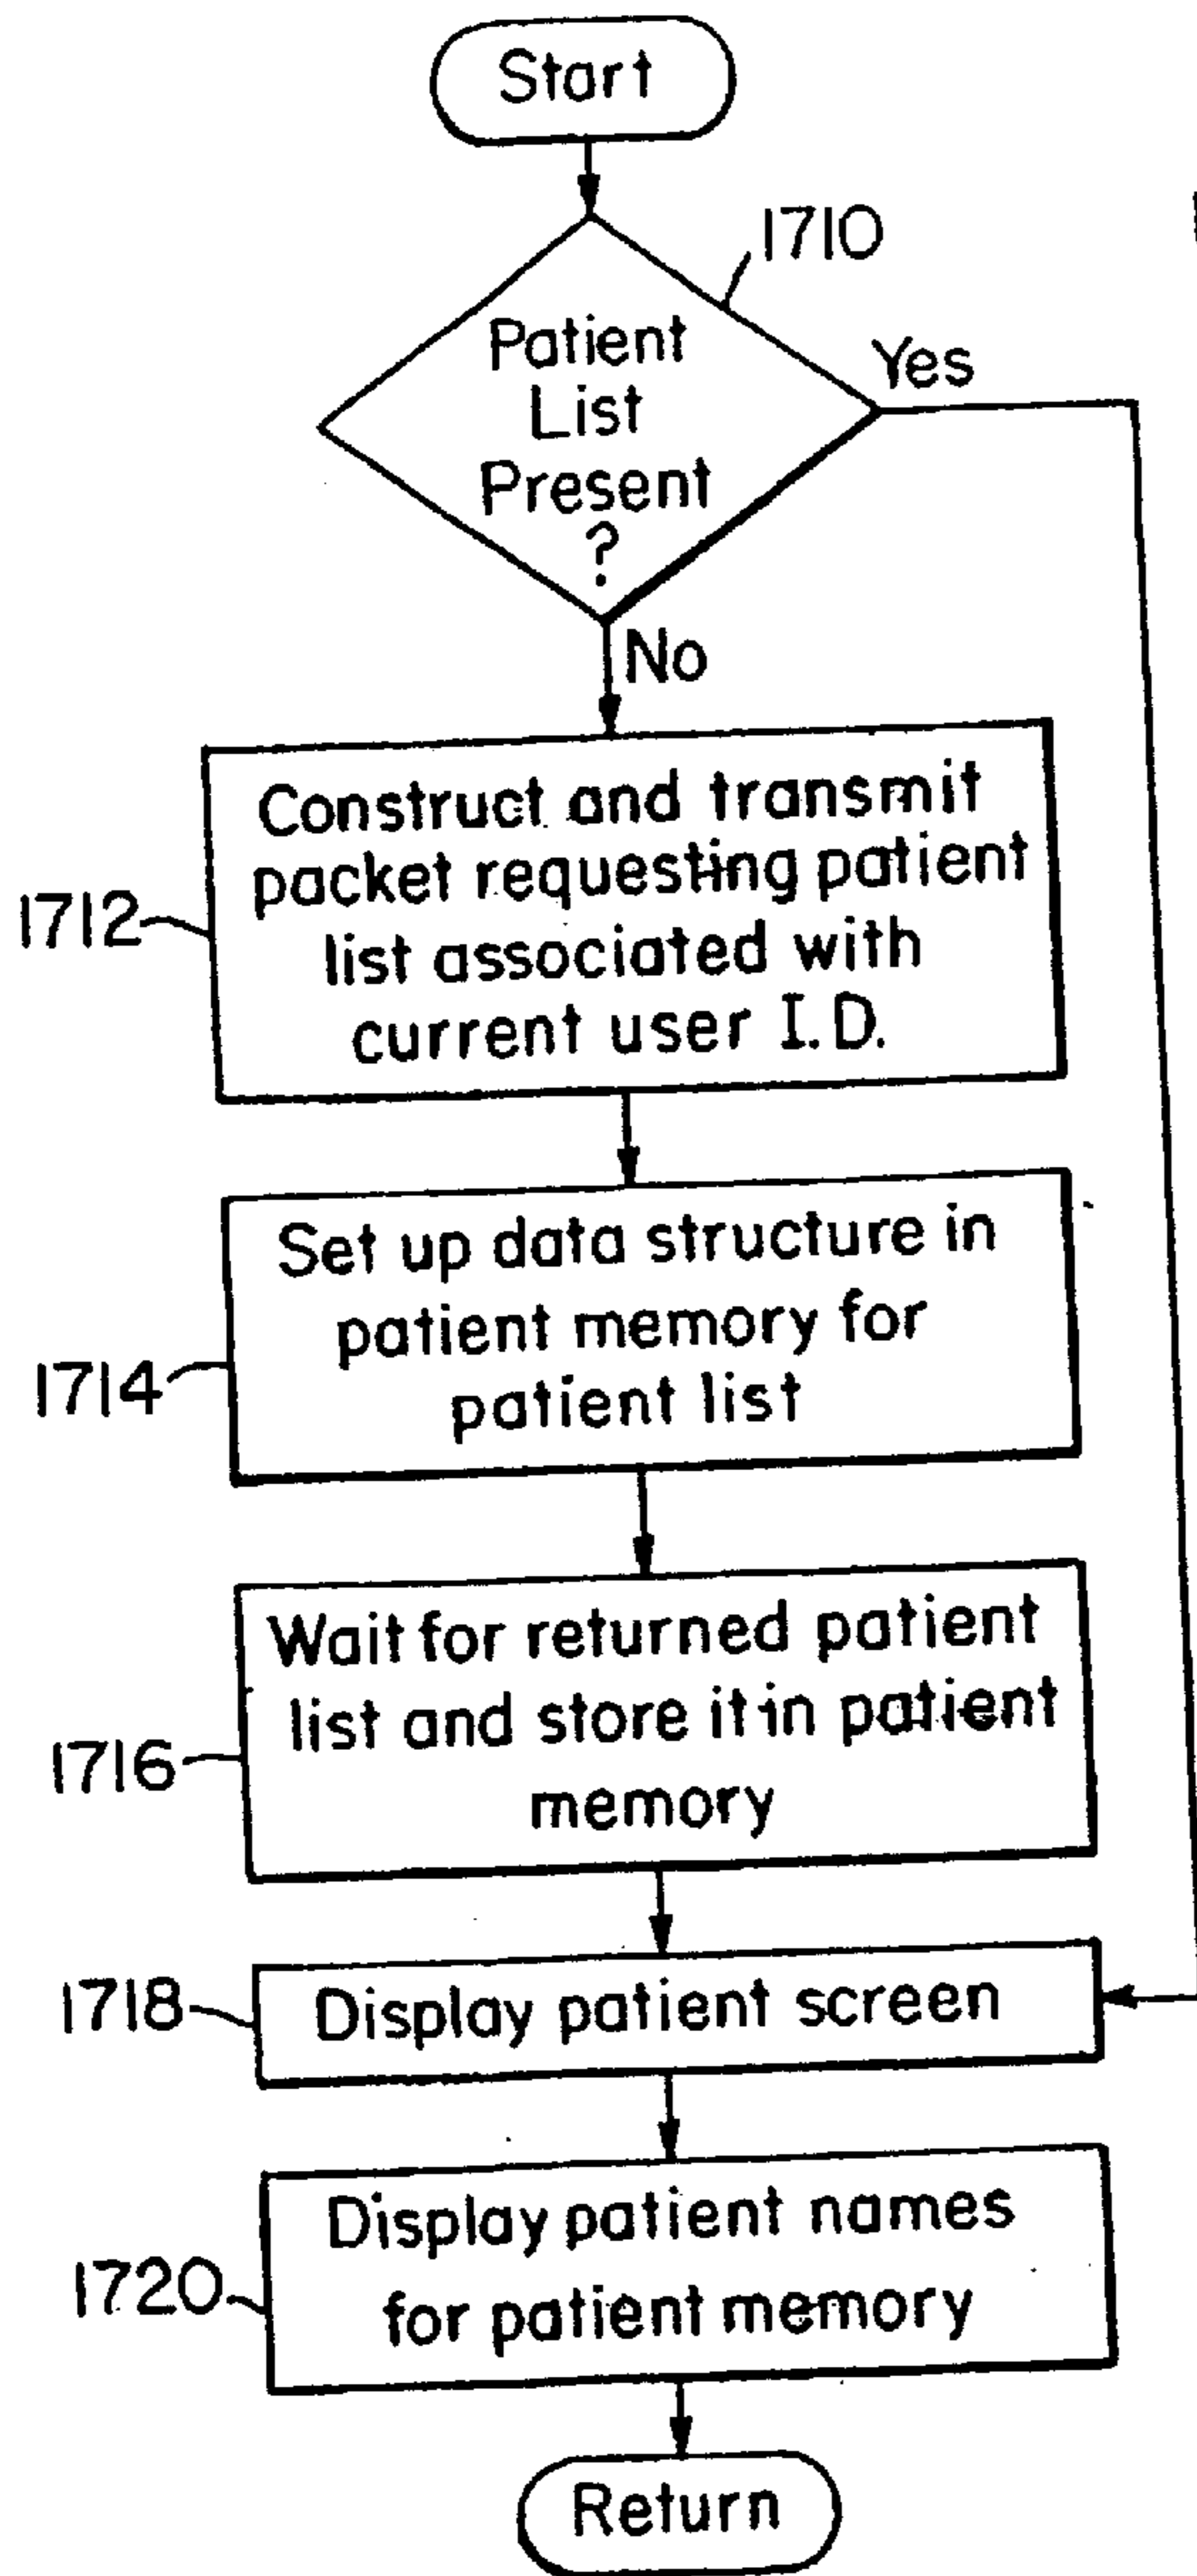 Start
1710
Patient
List
Present
?
Yes
No
Construct and transmit
packet requesting patient
list associated with
current user I.D.
1712
Set up data structure in
patient memory for
patient list
1714
Wait for returned patient
list and store it in patient
memory
1716
Display patient screen
1718
Display patient names
for patient memory
1720
Return